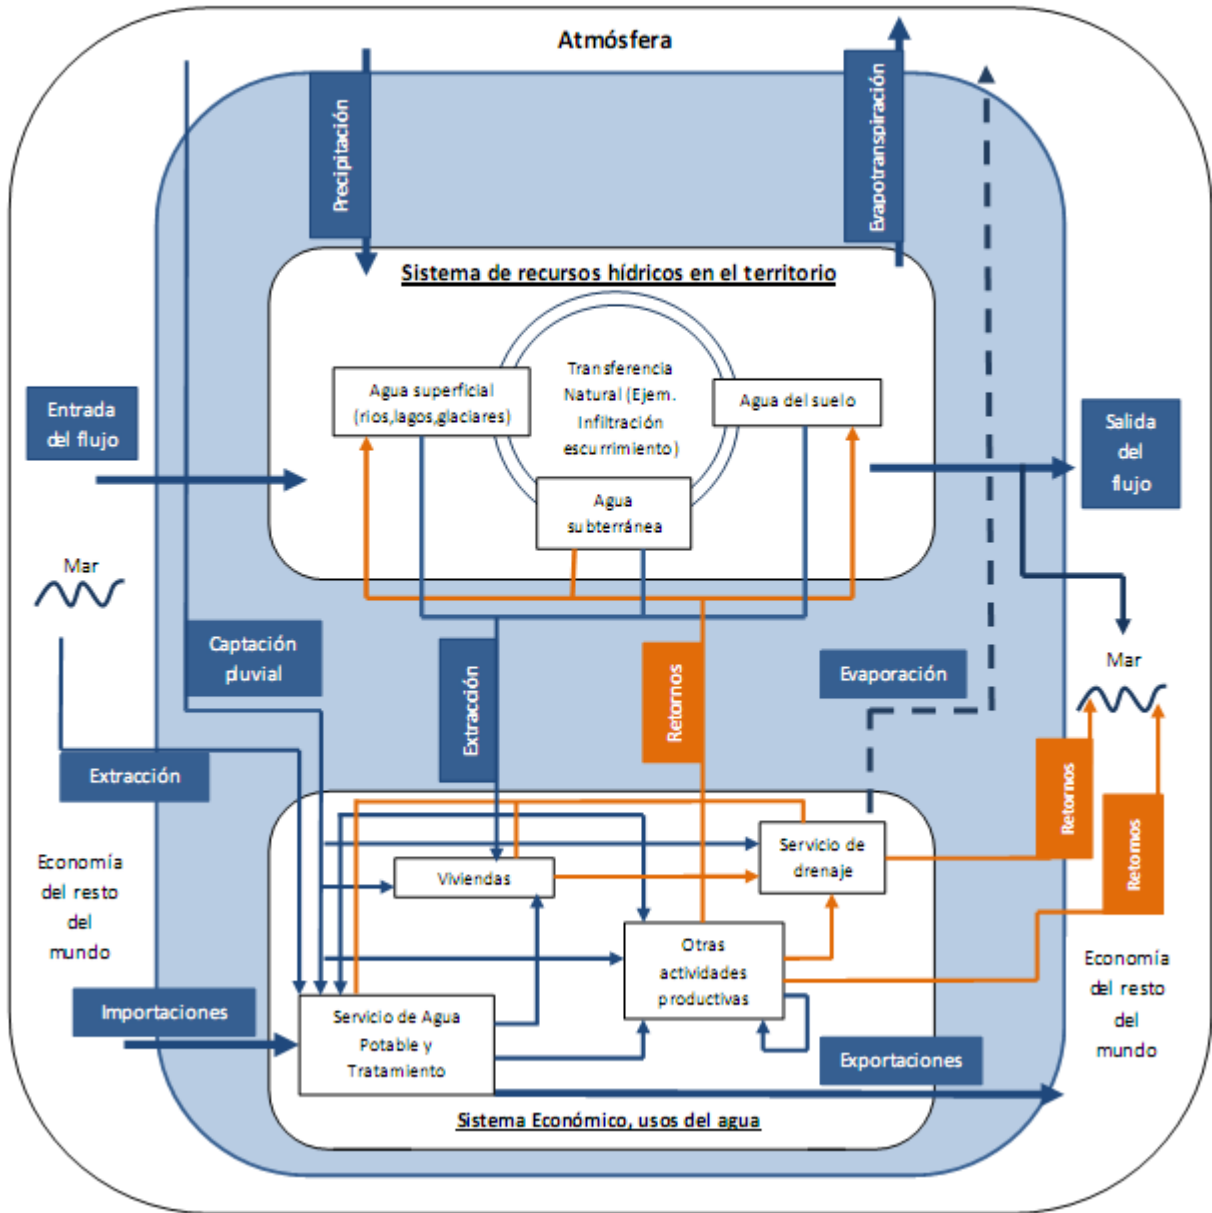 Atmósfera
Precipitación
Evapotranspiración
Sistema de recursos hídricos en el territorio
Agua superficial
(rios,lagos,glaciares)
Transferencia
Natural (Ejem.
Infiltración
escurrimiento)
Agua del suelo
Agua
subterránea
Entrada
del flujo
Salida
del
flujo
Mar
Captación
pluvial
Extracción
Extracción
Retornos
Evaporación
Mar
Retornos
Retornos
Economía
del resto
del
mundo
Viviendas
Servicio de
drenaje
Otras
actividades
productivas
Importaciones
Servicio de Agua
Potable y
Tratamiento
Exportaciones
Economía
del resto
del
mundo
Sistema Económico, usos del agua